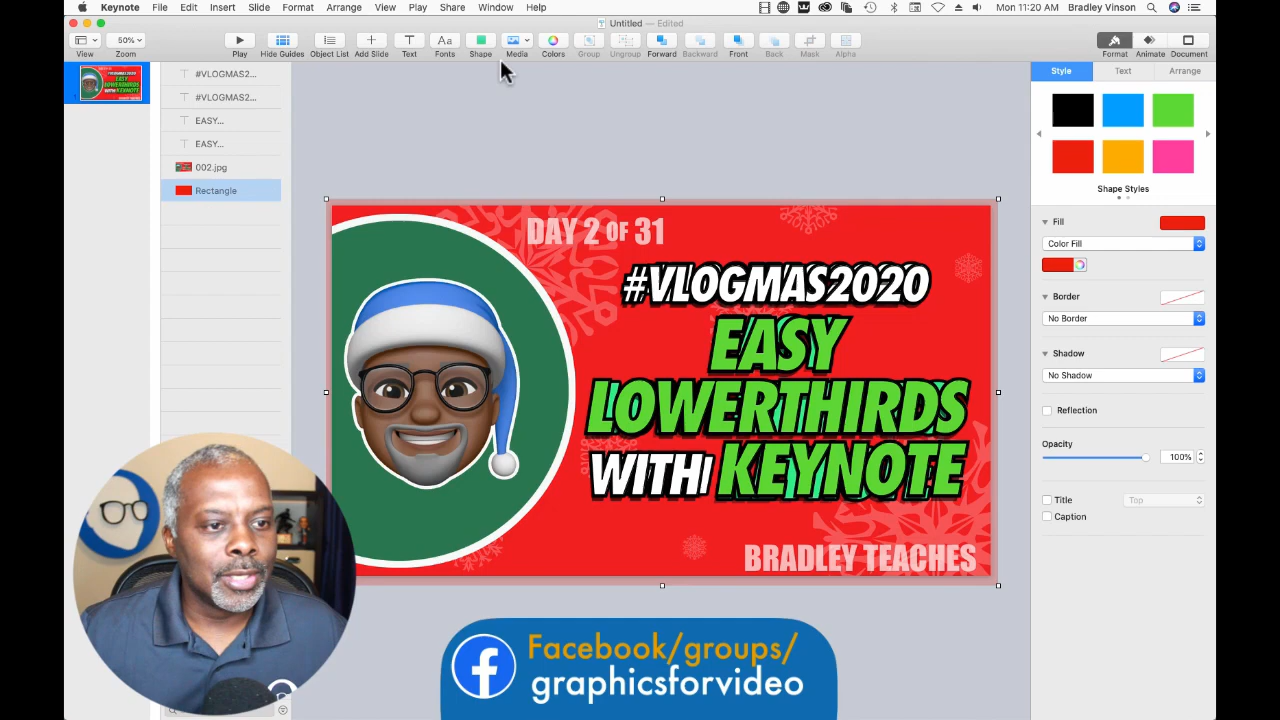 Keynote File Edit Insert Slide Format Arrange View Play Share Window Help Mon 11:20 AM Bradley Vinson
Untitled — Edited
50%
View Zoom Play Hide Guides Object List Add Slide Text Fonts Shape Media Colors Group Ungroup Forward Backward Front Back Mask Alpha Format Animate Document
#VLOGMAS2...
#VLOGMAS2...
EASY...
EASY...
002.jpg
Rectangle
DAY 2 OF 31
#VLOGMAS2020
EASY
LOWERTHIRDS
WITH KEYNOTE
BRADLEY TEACHES
Facebook/groups/
graphicsforvideo
Style Text Arrange
Shape Styles
Fill
Color Fill
Border
No Border
Shadow
No Shadow
Reflection
Opacity
100%
Title Top
Caption